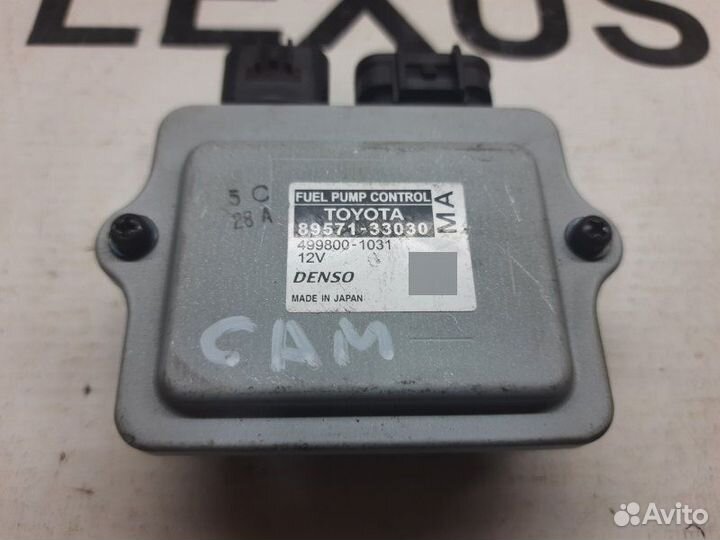 LEXUS
5 C
28 A
FUEL PUMP CONTROL
TOYOTA
89571-33030
499800-1031
12V
DENSO
MADE IN JAPAN
MA
CAM
Avito